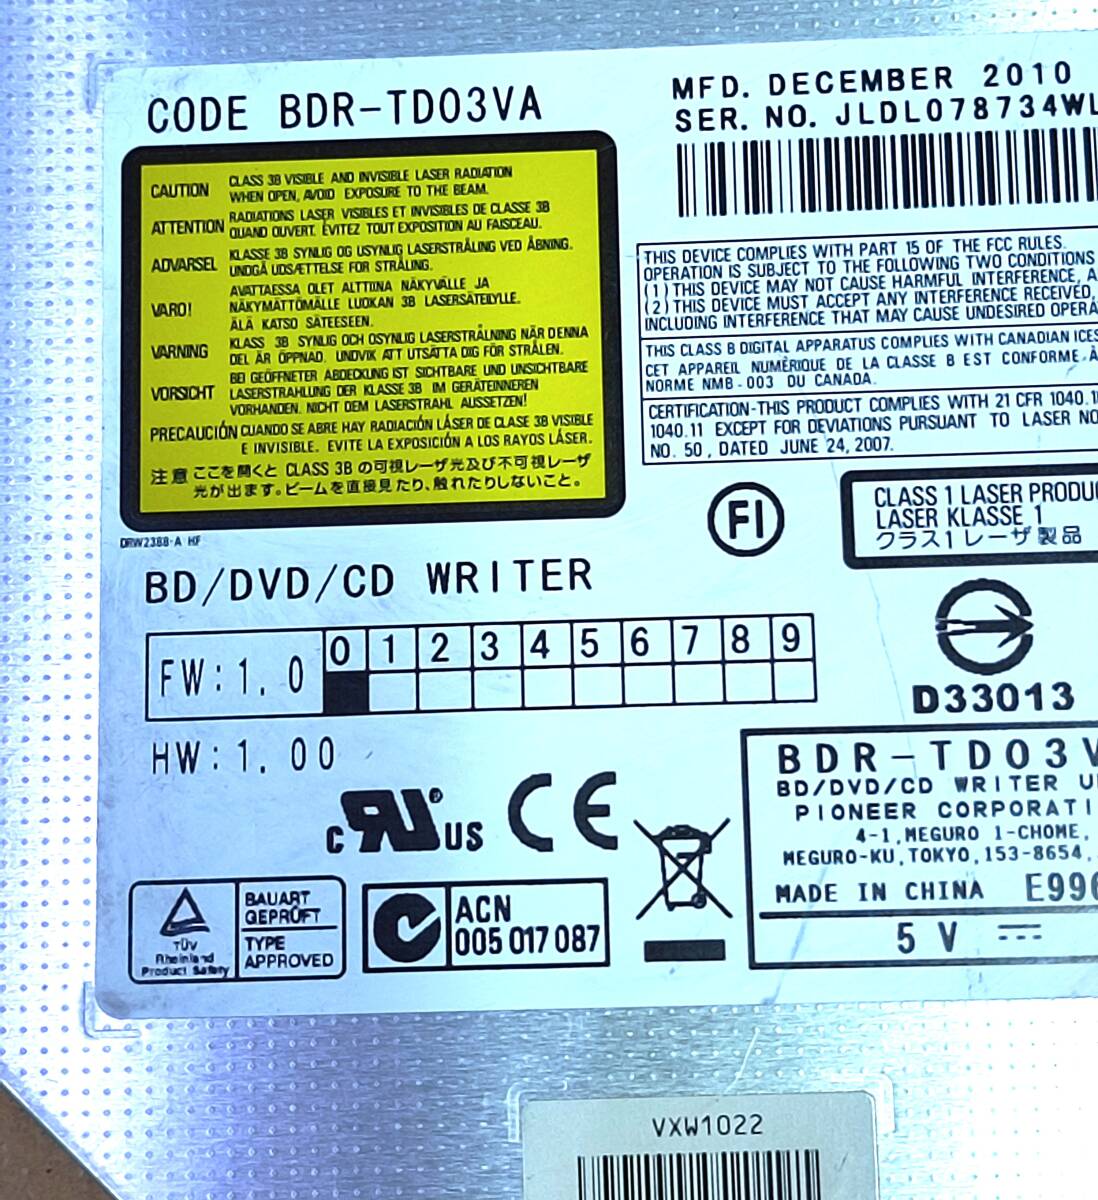 CODE BDR-TD03VA
MFD. DECEMBER 2010
SER. NO. JLDL078734WL
CAUTION CLASS 3B VISIBLE AND INVISIBLE LASER RADIATION
WHEN OPEN, AVOID EXPOSURE TO THE BEAM.
ATTENTION RADIATIONS LASER VISIBLES ET INVISIBLES DE CLASSE 3B
QUAND OUVERT. ÉVITEZ TOUT EXPOSITION AU FAISCEAU.
ADVARSEL KLASSE 3B SYNLIG OG USYNLIG LASERSTRÅLING VED ÅBNING.
UNDGÅ UDSÆTTELSE FOR STRÅLING.
VARO! AVATTAESSA OLET ALTTIINA NÄKYVÄLLE JA
NÄKYMÄTTÖMÄLLE LUOKAN 3B LASERSÄTEILYLLE.
ÄLÄ KATSO SÄTEESEEN.
VARNING KLASS 3B SYNLIG OCH OSYNLIG LASERSTRÅLNING NÄR DENNA
DEL ÄR ÖPPNAD. UNDVIK ATT UTSÄTTA DIG FÖR STRÅLEN.
VORSICHT BEI GEÖFFNETER ABDECKUNG IST SICHTBARE UND UNSICHTBARE
LASERSTRAHLUNG DER KLASSE 3B IM GERÄTEINNEREN
VORHANDEN. NICHT DEM LASERSTRAHL AUSSETZEN!
PRECAUCIÓN CUANDO SE ABRE HAY RADIACIÓN LÁSER DE CLASE 3B VISIBLE
E INVISIBLE. EVITE LA EXPOSICIÓN A LOS RAYOS LÁSER.
注意 ここを開くと CLASS 3B の可視レーザ光及び不可視レーザ
光が出ます。ビームを直接見たり、触れたりしないこと。
DRW2388-A HF
THIS DEVICE COMPLIES WITH PART 15 OF THE FCC RULES.
OPERATION IS SUBJECT TO THE FOLLOWING TWO CONDITIONS
(1) THIS DEVICE MAY NOT CAUSE HARMFUL INTERFERENCE, A
(2) THIS DEVICE MUST ACCEPT ANY INTERFERENCE RECEIVED,
INCLUDING INTERFERENCE THAT MAY CAUSE UNDESIRED OPERA
THIS CLASS B DIGITAL APPARATUS COMPLIES WITH CANADIAN ICES
CET APPAREIL NUMÉRIQUE DE LA CLASSE B EST CONFORME À
NORME NMB-003 DU CANADA.
CERTIFICATION-THIS PRODUCT COMPLIES WITH 21 CFR 1040.1
1040.11 EXCEPT FOR DEVIATIONS PURSUANT TO LASER NO
NO. 50, DATED JUNE 24, 2007.
FI
CLASS 1 LASER PRODU
LASER KLASSE 1
クラス1 レーザ製品
BD/DVD/CD WRITER
FW:1.0 0 1 2 3 4 5 6 7 8 9
HW:1.00
D33013
c RU ® US CE
BDR-TD03V
BD/DVD/CD WRITER U
PIONEER CORPORATI
4-1, MEGURO 1-CHOME,
MEGURO-KU, TOKYO, 153-8654,
MADE IN CHINA E996
5 V
TÜV
Rheinland
Product Safety
BAUART
GEPRÜFT
TYPE
APPROVED
ACN
005 017 087
VXW1022